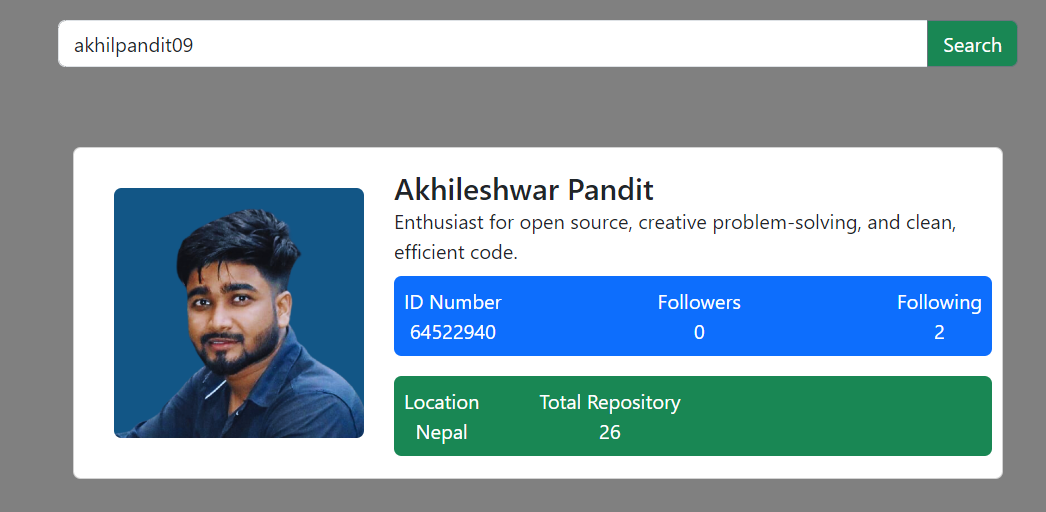 akhilpandit09 Search
Akhileshwar Pandit
Enthusiast for open source, creative problem-solving, and clean,
efficient code.
ID Number Followers Following
64522940 0 2
Location Total Repository
Nepal 26